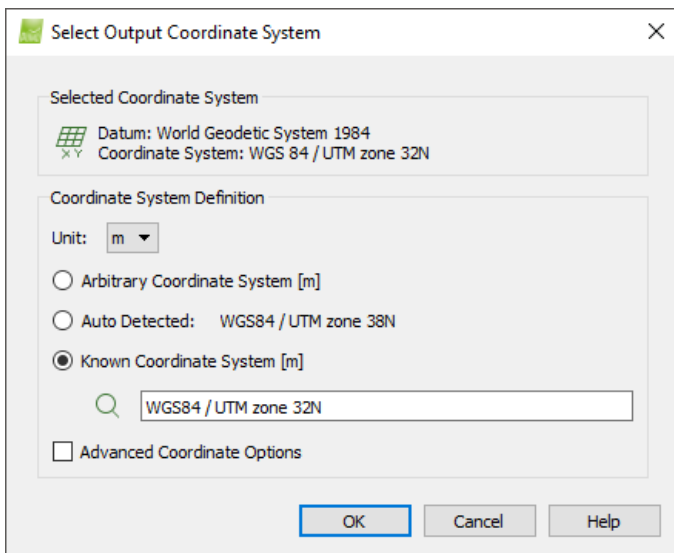 Select Output Coordinate System
Selected Coordinate System
Datum: World Geodetic System 1984
X Y
Coordinate System: WGS 84 / UTM zone 32N
Coordinate System Definition
Unit: m
Arbitrary Coordinate System [m]
Auto Detected: WGS84 / UTM zone 38N
Known Coordinate System [m]
WGS84 / UTM zone 32N
Advanced Coordinate Options
OK Cancel Help